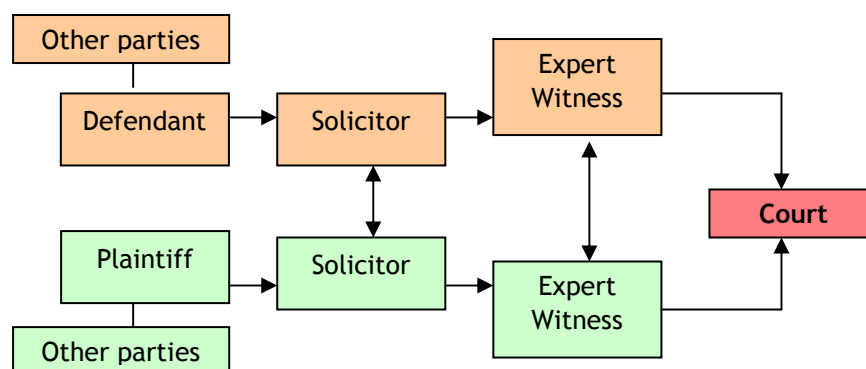 Other parties
Defendant
Solicitor
Expert
Witness
Court
Plaintiff
Solicitor
Expert
Witness
Other parties